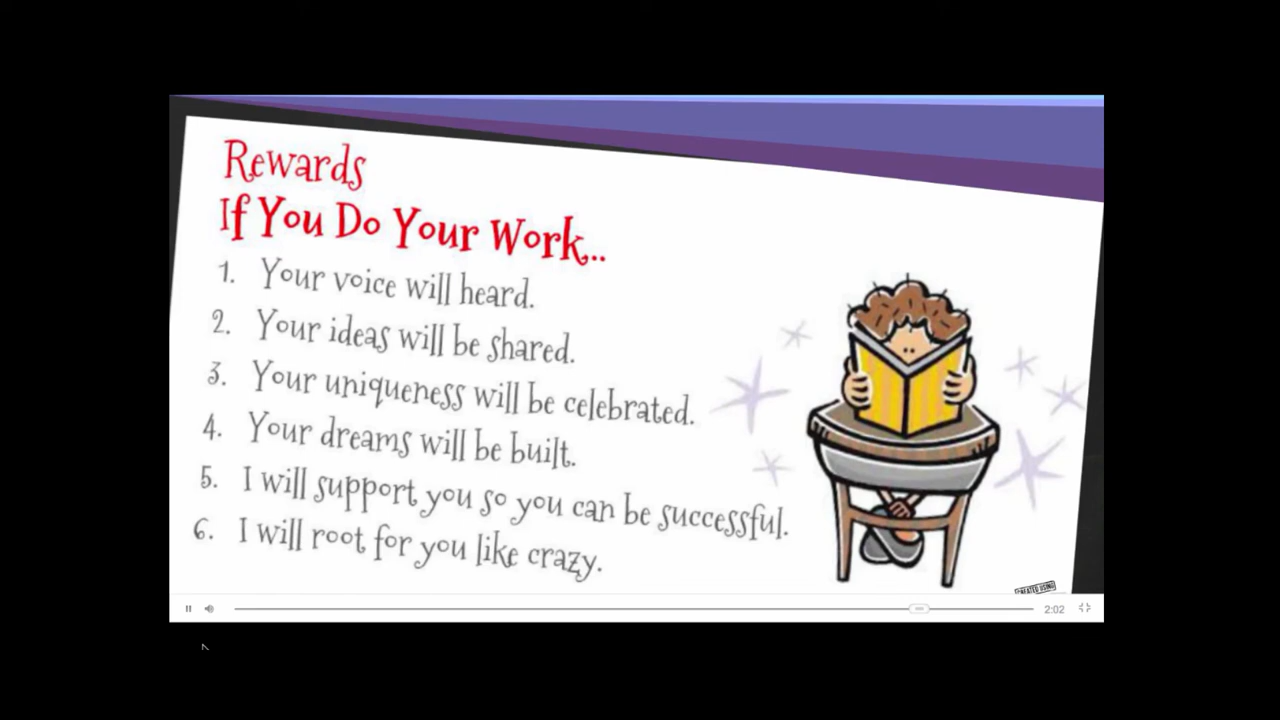 Rewards
If You Do Your Work...
1. Your voice will heard.
2. Your ideas will be shared.
3. Your uniqueness will be celebrated.
4. Your dreams will be built.
5. I will support you so you can be successful.
6. I will root for you like crazy.
CREATED USING
2:02